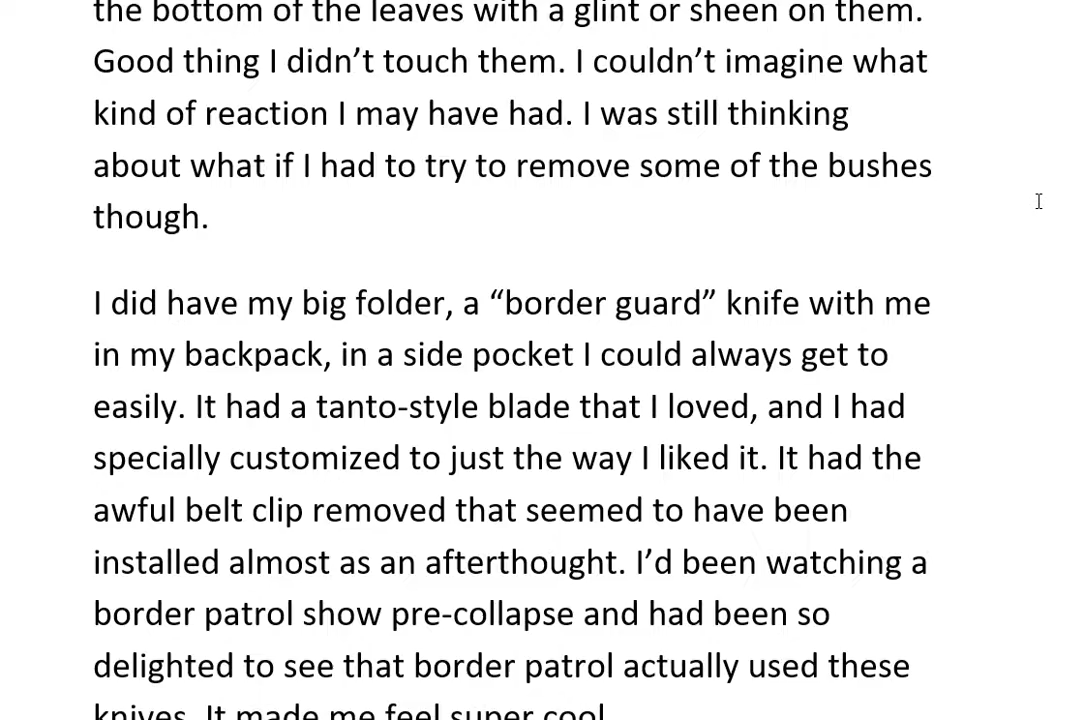 the bottom of the leaves with a glint or sheen on them.
Good thing I didn’t touch them. I couldn’t imagine what
kind of reaction I may have had. I was still thinking
about what if I had to try to remove some of the bushes
though.
I did have my big folder, a “border guard” knife with me
in my backpack, in a side pocket I could always get to
easily. It had a tanto-style blade that I loved, and I had
specially customized to just the way I liked it. It had the
awful belt clip removed that seemed to have been
installed almost as an afterthought. I’d been watching a
border patrol show pre-collapse and had been so
delighted to see that border patrol actually used these
knives. It made me feel super cool.